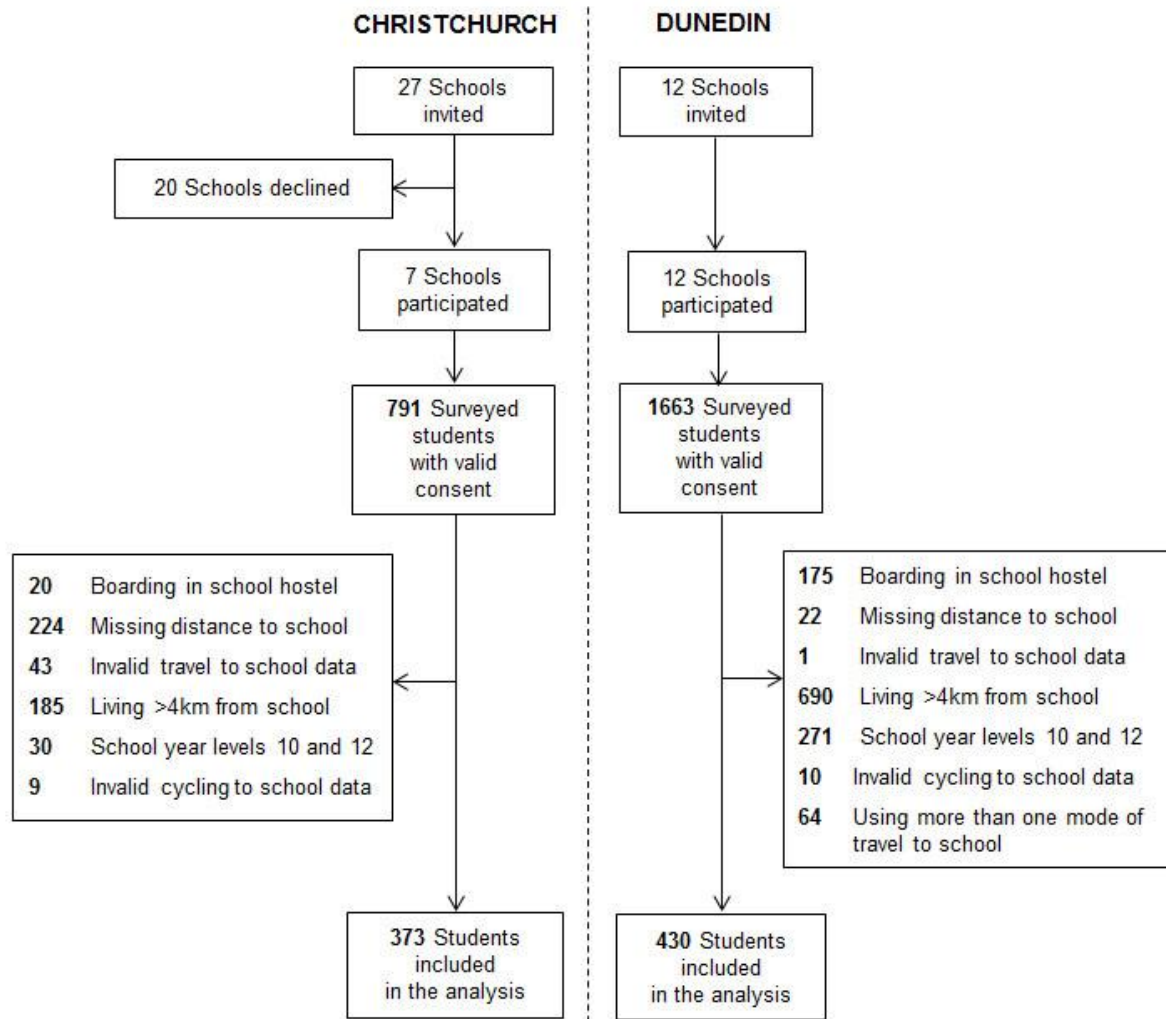 CHRISTCHURCH
27 Schools
invited
20 Schools declined
7 Schools
participated
791 Surveyed
students
with valid
consent
20 Boarding in school hostel
224 Missing distance to school
43 Invalid travel to school data
185 Living >4km from school
30 School year levels 10 and 12
9 Invalid cycling to school data
373 Students
included
in the analysis
DUNEDIN
12 Schools
invited
12 Schools
participated
1663 Surveyed
students
with valid
consent
175 Boarding in school hostel
22 Missing distance to school
1 Invalid travel to school data
690 Living >4km from school
271 School year levels 10 and 12
10 Invalid cycling to school data
64 Using more than one mode of
travel to school
430 Students
included
in the analysis